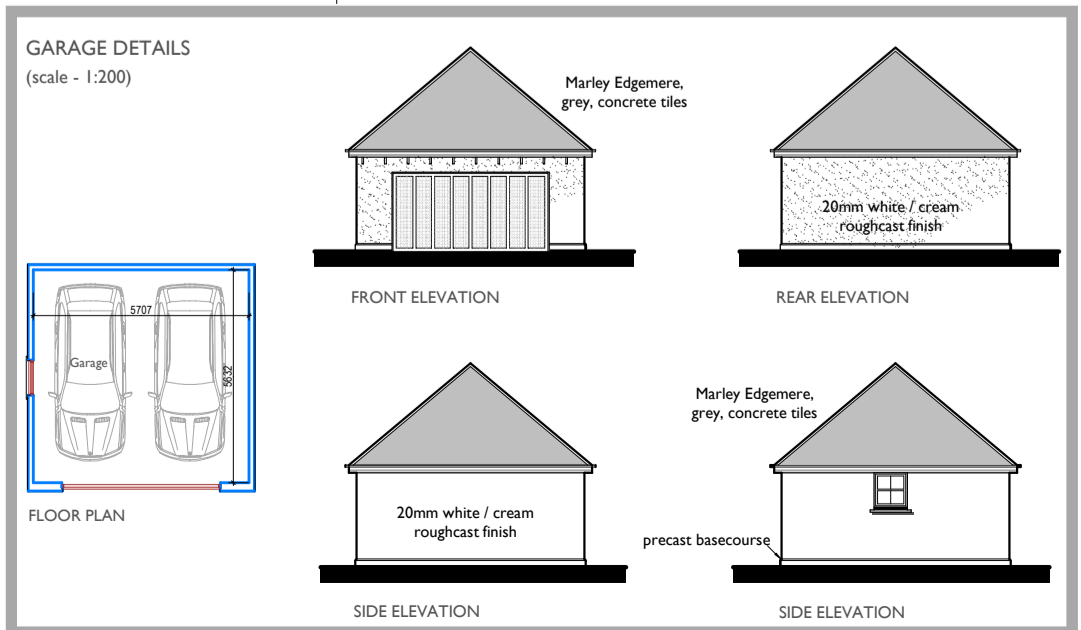 GARAGE DETAILS
(scale - 1:200)
Marley Edgemere,
grey, concrete tiles
20mm white / cream
roughcast finish
FRONT ELEVATION
REAR ELEVATION
5707
Garage
5632
FLOOR PLAN
Marley Edgemere,
grey, concrete tiles
20mm white / cream
roughcast finish
precast basecourse
SIDE ELEVATION
SIDE ELEVATION